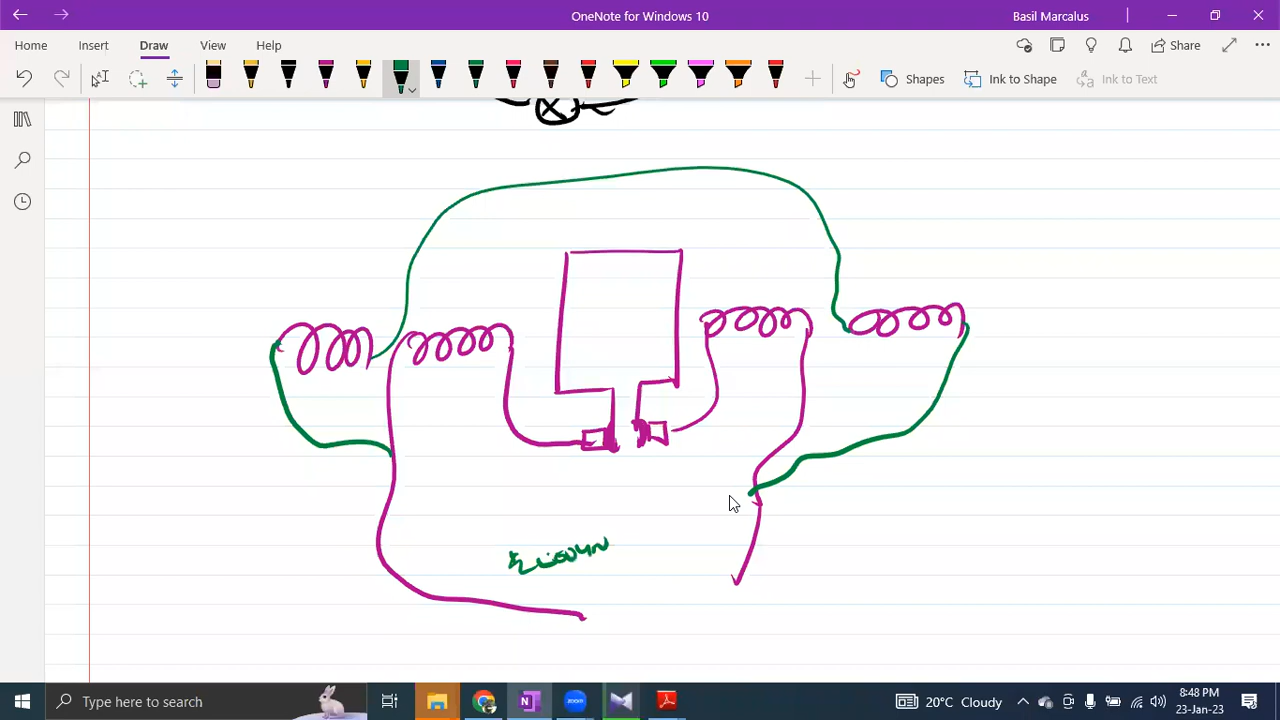 OneNote for Windows 10
Basil Marcalus
Home Insert Draw View Help
Share
Shapes
Ink to Shape
Ink to Text
Type here to search
zoom
20°C Cloudy
8:48 PM
23-Jan-23